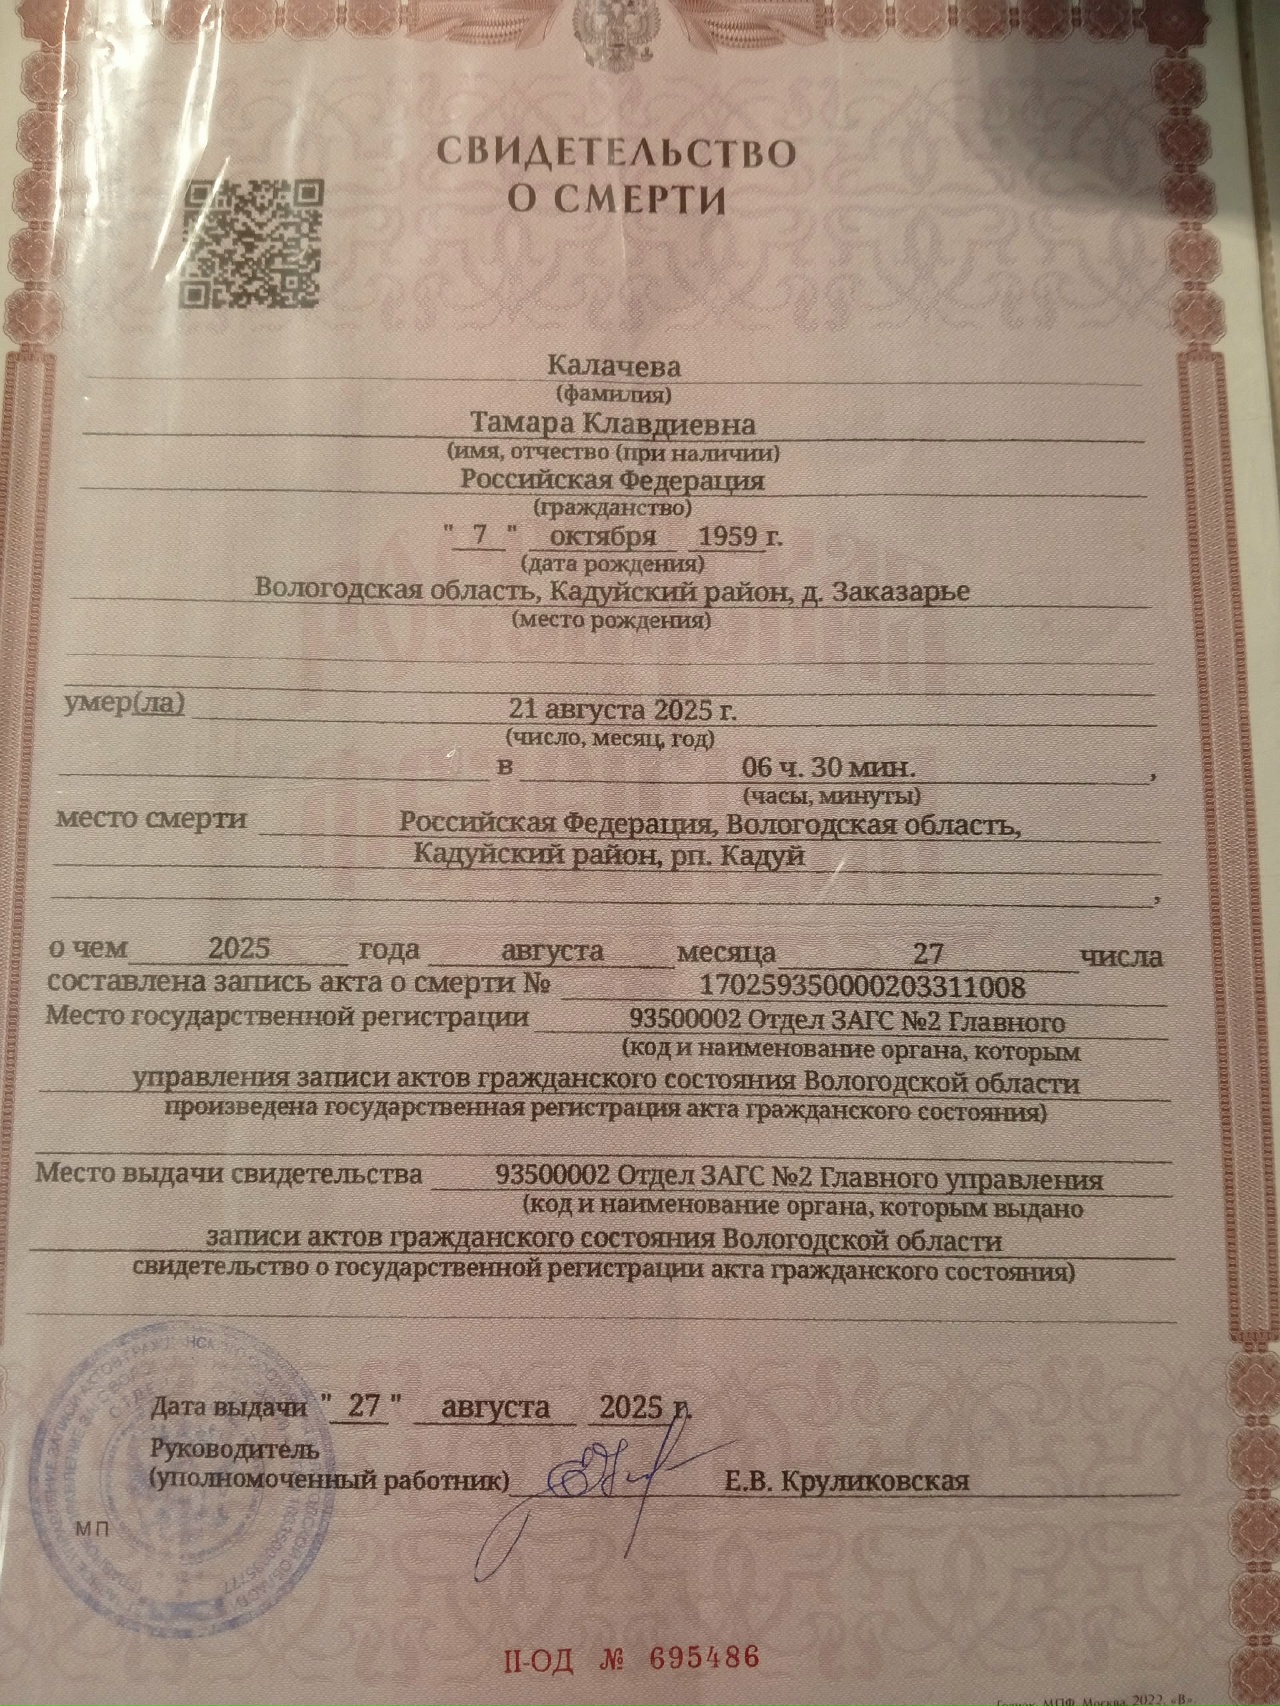 СВИДЕТЕЛЬСТВО
О СМЕРТИ
Калачева
(фамилия)
Тамара Клавдиевна
(имя, отчество (при наличии)
Российская Федерация
(гражданство)
" 7 " октября 1959 г.
(дата рождения)
Вологодская область, Кадуйский район, д. Заказарье
(место рождения)
умер(ла) 21 августа 2025 г.
(число, месяц, год)
в 06 ч. 30 мин. ,
(часы, минуты)
место смерти Российская Федерация, Вологодская область,
Кадуйский район, рп. Кадуй
,
о чем 2025 года августа месяца 27 числа
составлена запись акта о смерти № 170259350000203311008
Место государственной регистрации 93500002 Отдел ЗАГС №2 Главного
(код и наименование органа, которым
управления записи актов гражданского состояния Вологодской области
произведена государственная регистрация акта гражданского состояния)
Место выдачи свидетельства 93500002 Отдел ЗАГС №2 Главного управления
(код и наименование органа, которым выдано
записи актов гражданского состояния Вологодской области
свидетельство о государственной регистрации акта гражданского состояния)
Дата выдачи " 27 " августа 2025 г.
Руководитель
(уполномоченный работник) Е.В. Круликовская
МП
II-ОД № 695486
МПФ, Москва, 2022, «В»